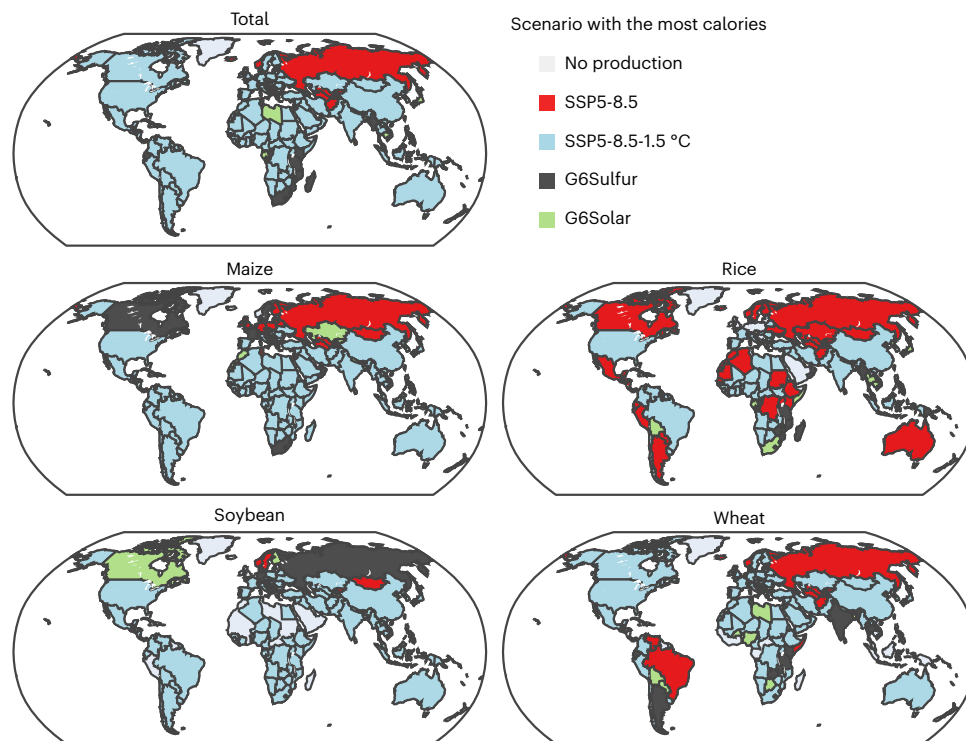 Total
Scenario with the most calories
No production
SSP5-8.5
SSP5-8.5-1.5 °C
G6Sulfur
G6Solar
Maize
Rice
Soybean
Wheat